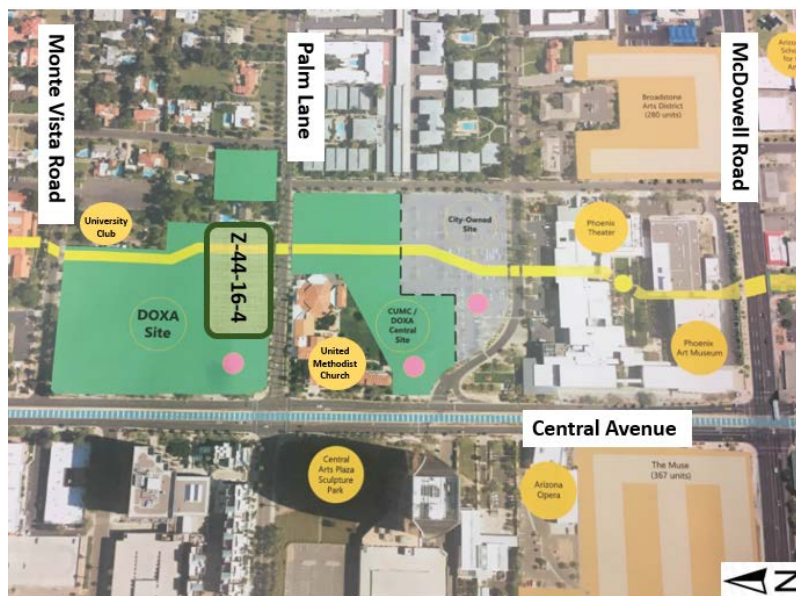 Monte Vista Road
Palm Lane
McDowell Road
Broadstone
Arts District
(280 units)
University
Club
Z-44-16-4
City-Owned
Site
Phoenix
Theater
DOXA
Site
CUMC /
DOXA
Central
Site
United
Methodist
Church
Phoenix
Art Museum
Central Avenue
Central
Arts Plaza
Sculpture
Park
Arizona
Opera
The Muse
(367 units)
N